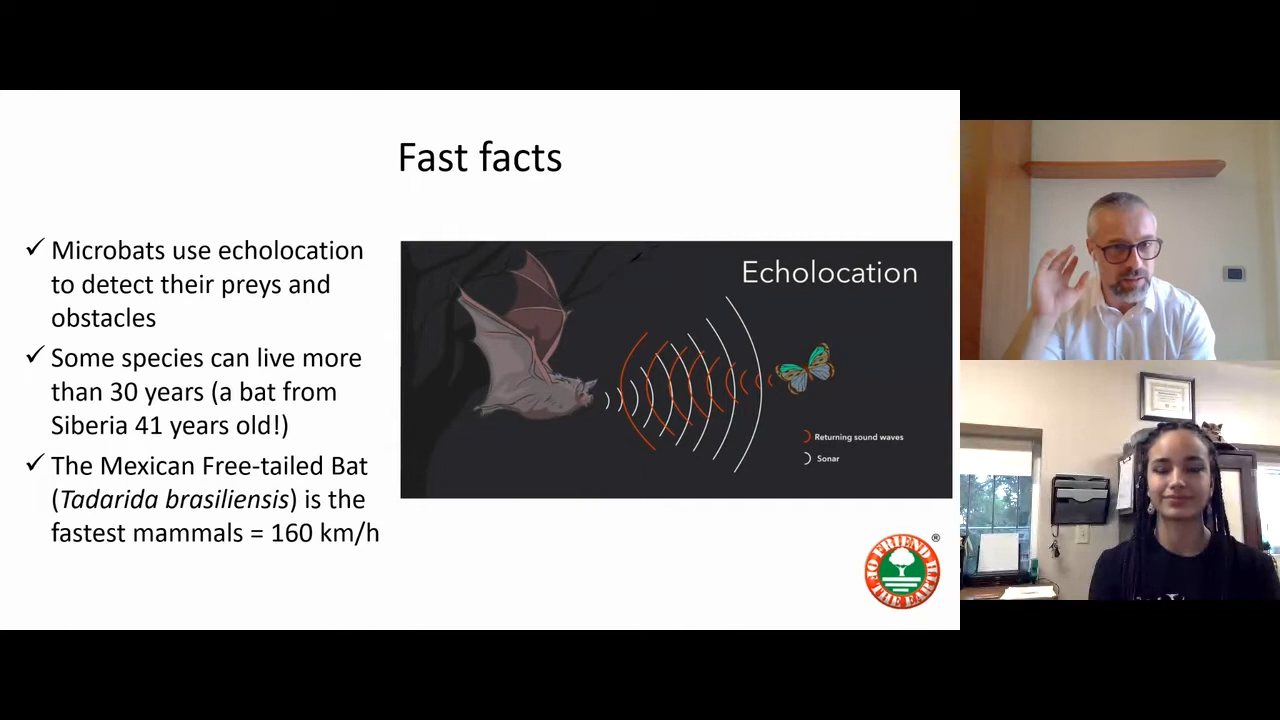 Fast facts
✓ Microbats use echolocation
to detect their preys and
obstacles
✓ Some species can live more
than 30 years (a bat from
Siberia 41 years old!)
✓ The Mexican Free-tailed Bat
(Tadarida brasiliensis) is the
fastest mammals = 160 km/h
Echolocation
Returning sound waves
Sonar
FRIEND OF THE EARTH
®